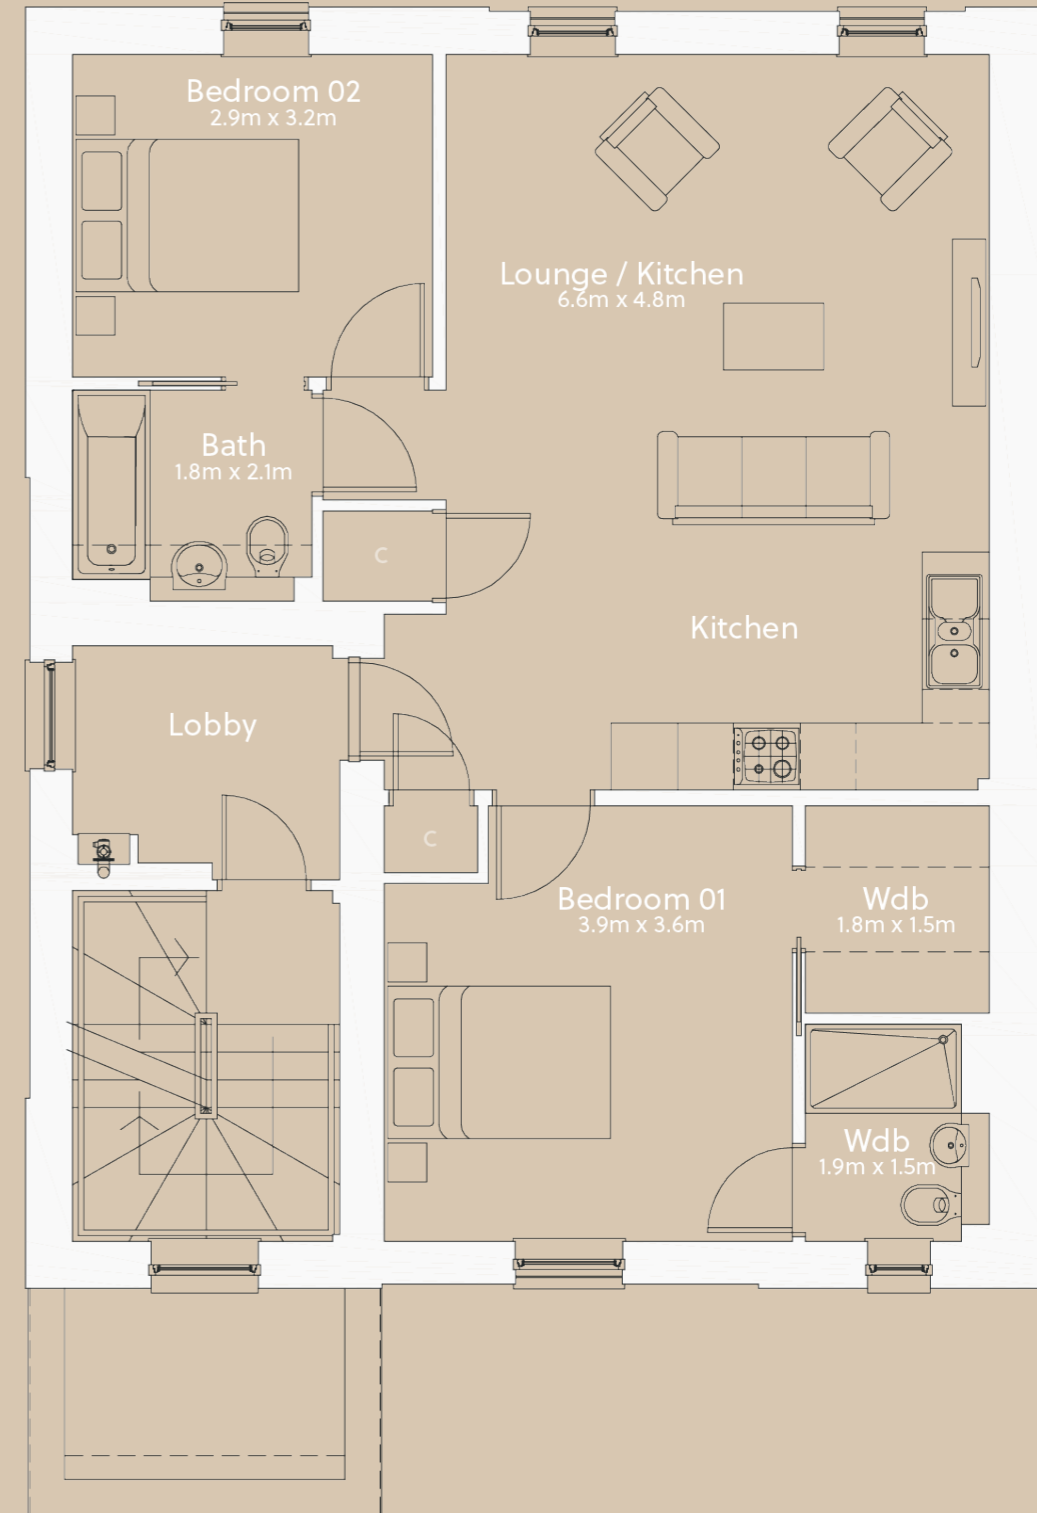 Bedroom 02
2.9m x 3.2m
Lounge / Kitchen
6.6m x 4.8m
Bath
1.8m x 2.1m
C
Kitchen
Lobby
C
Bedroom 01
3.9m x 3.6m
Wdb
1.8m x 1.5m
Wdb
1.9m x 1.5m